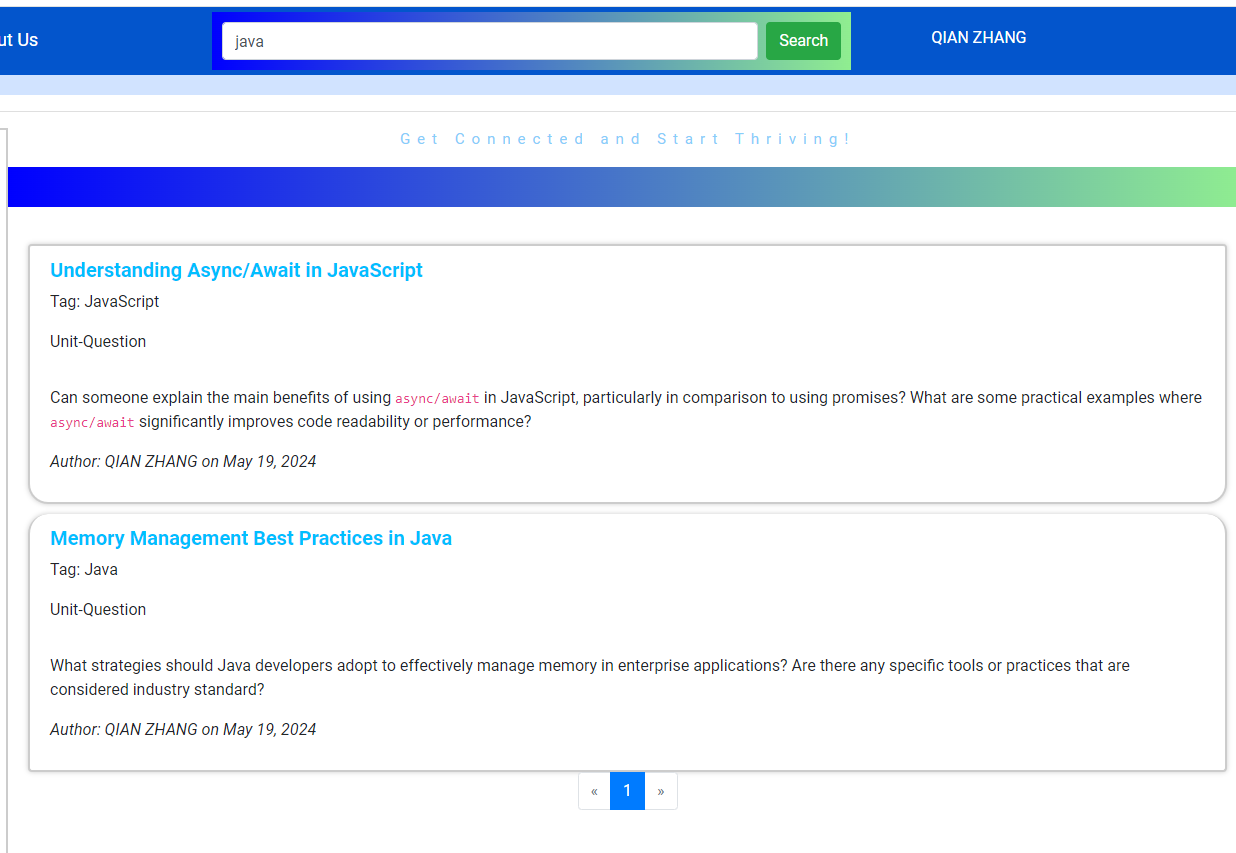 ut Us
java
Search
QIAN ZHANG
Get Connected and Start Thriving!
Understanding Async/Await in JavaScript
Tag: JavaScript
Unit-Question
Can someone explain the main benefits of using async/await in JavaScript, particularly in comparison to using promises? What are some practical examples where
async/await significantly improves code readability or performance?
Author: QIAN ZHANG on May 19, 2024
Memory Management Best Practices in Java
Tag: Java
Unit-Question
What strategies should Java developers adopt to effectively manage memory in enterprise applications? Are there any specific tools or practices that are
considered industry standard?
Author: QIAN ZHANG on May 19, 2024
« 1 »